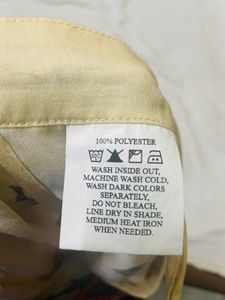 100% POLYESTER
WASH INSIDE OUT,
MACHINE WASH COLD,
WASH DARK COLORS
SEPARATELY,
DO NOT BLEACH,
LINE DRY IN SHADE,
MEDIUM HEAT IRON
WHEN NEEDED.